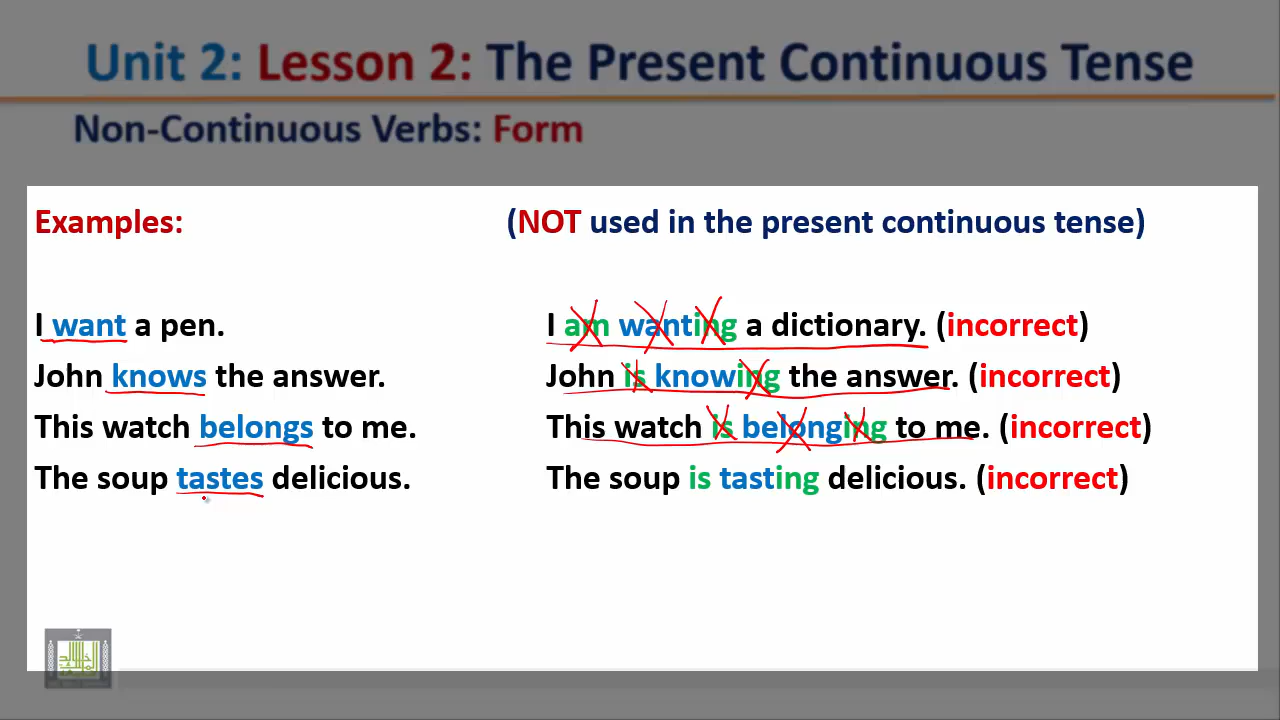 Unit 2: Lesson 2: The Present Continuous Tense
Non-Continuous Verbs: Form
Examples: (NOT used in the present continuous tense)
I want a pen. I am wanting a dictionary. (incorrect)
John knows the answer. John is knowing the answer. (incorrect)
This watch belongs to me. This watch is belonging to me. (incorrect)
The soup tastes delicious. The soup is tasting delicious. (incorrect)